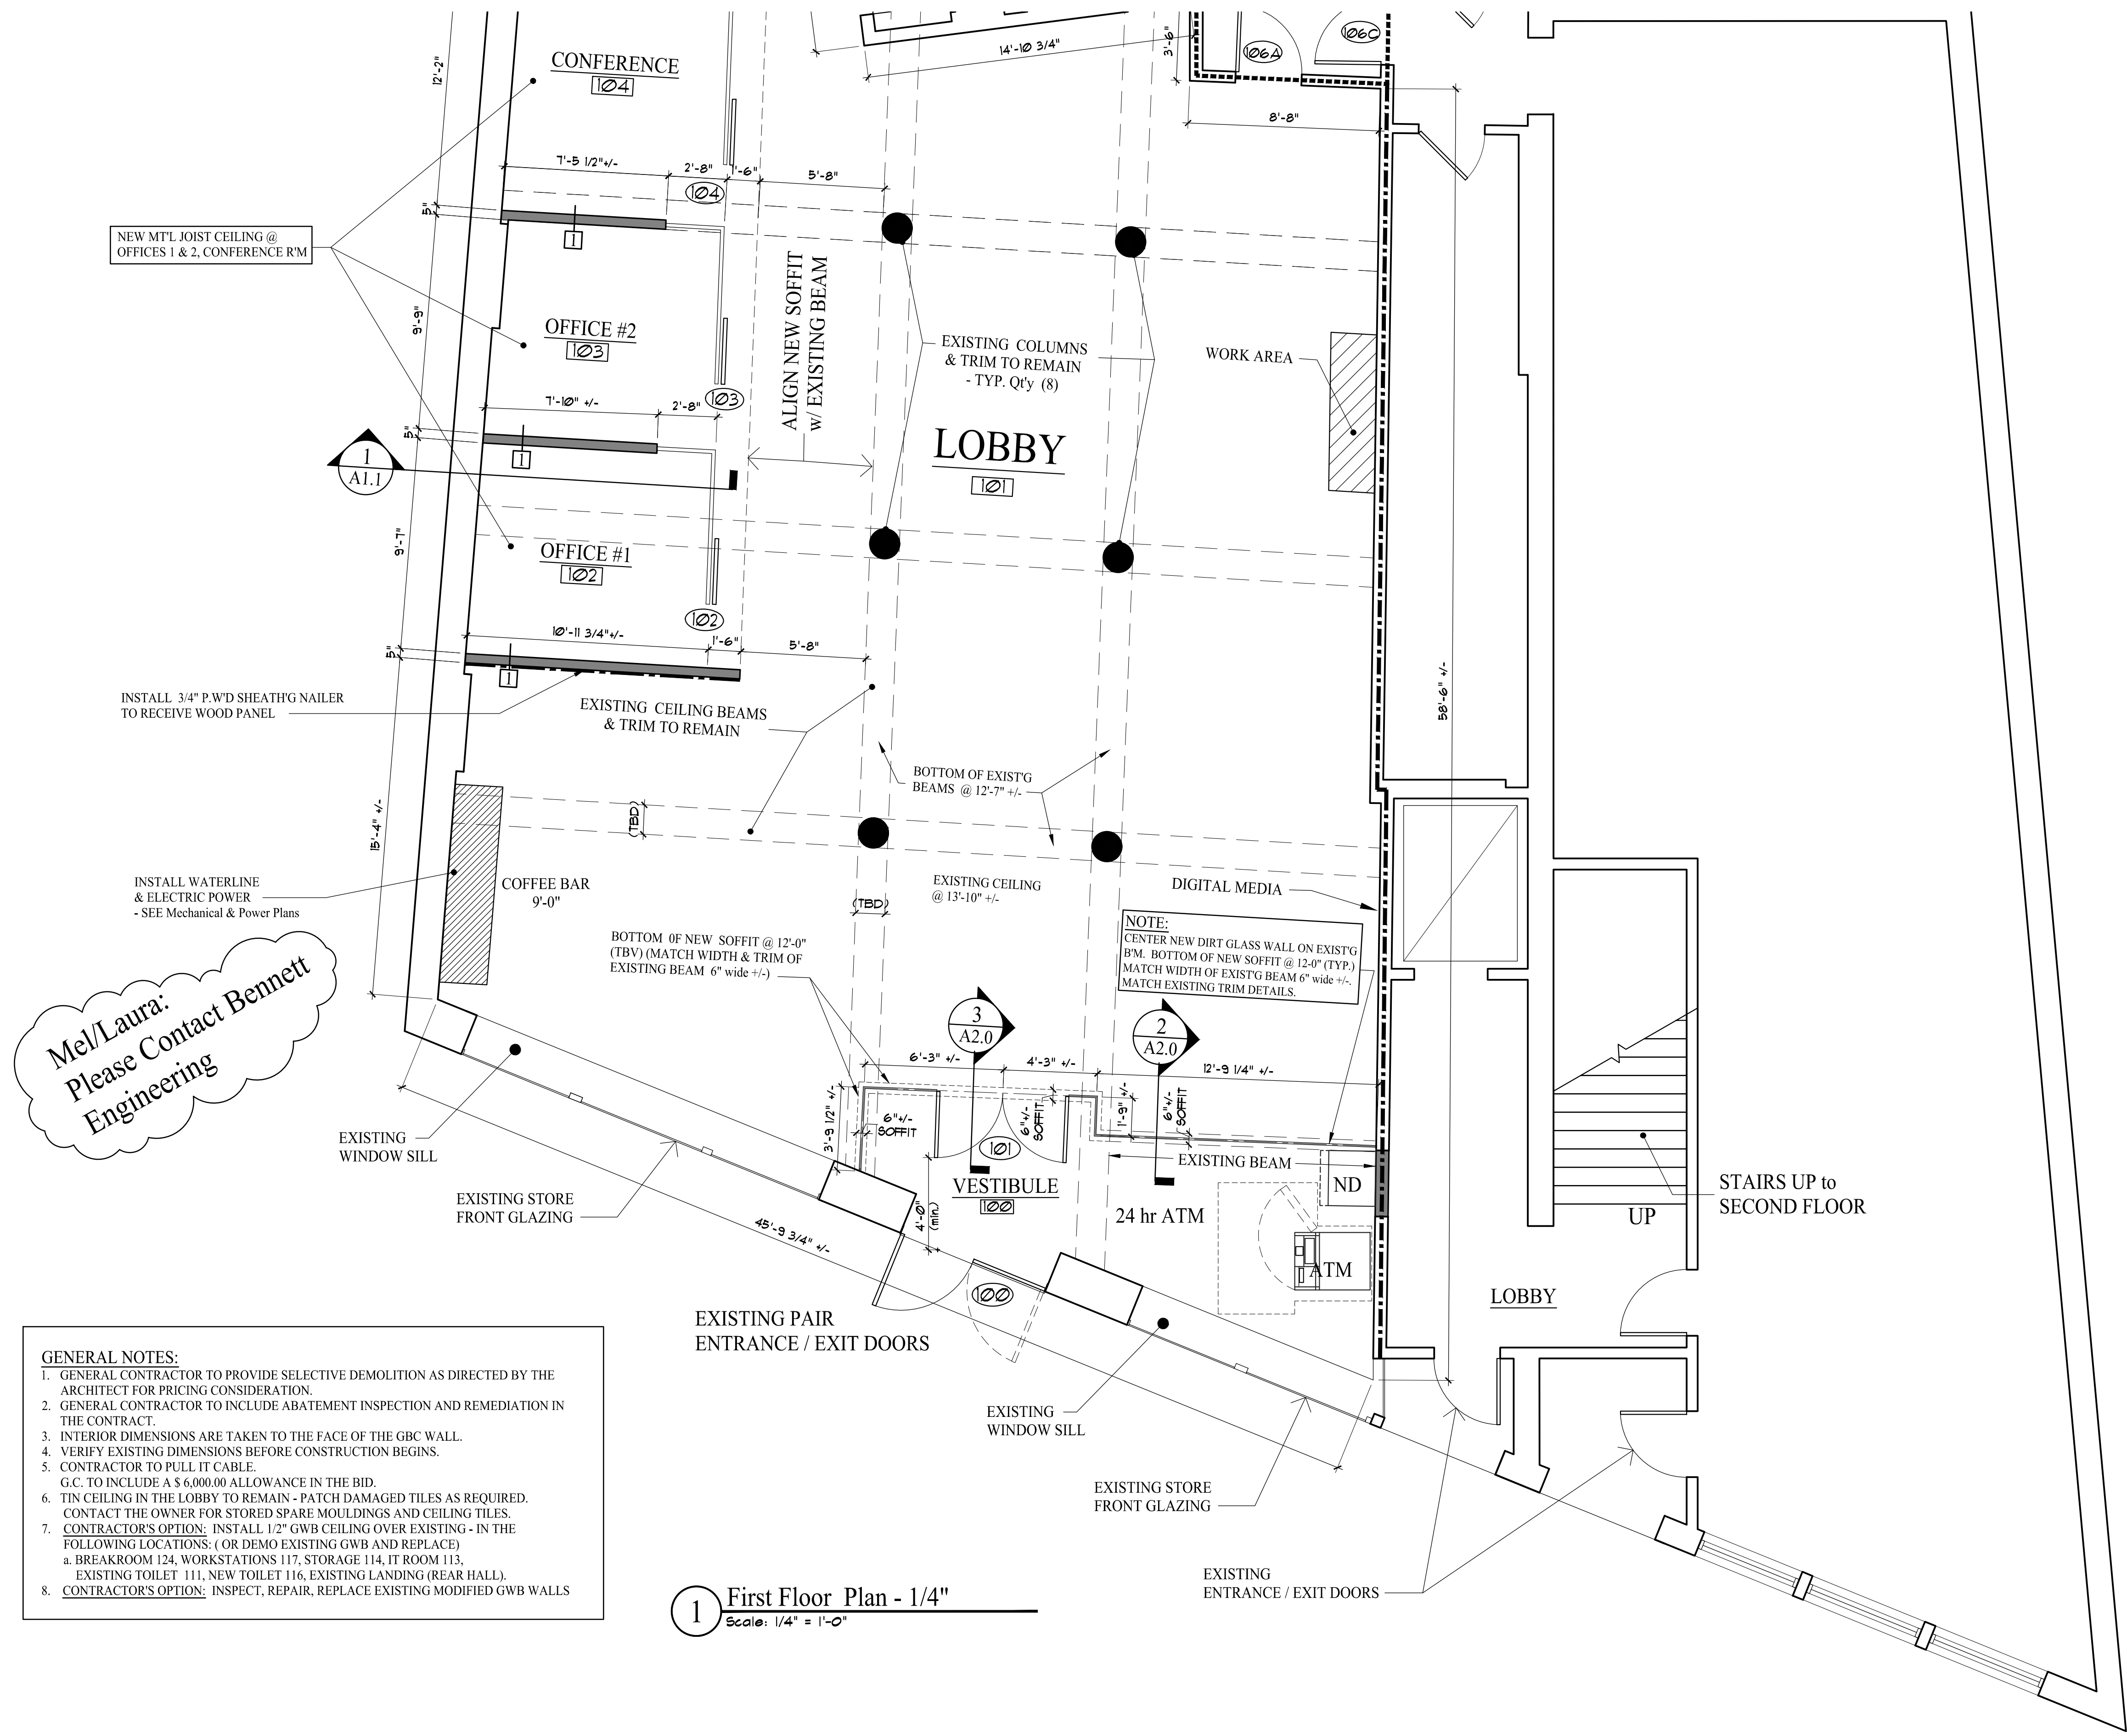 CONFERENCE
104
12'-2"
14'-10 3/4"
3'-6"
106A
106C
8'-8"
7'-5 1/2"+/-
2'-8"
1'-6"
5'-8"
104
5"
1
NEW MT'L JOIST CEILING @
OFFICES 1 & 2, CONFERENCE R'M
9'-9"
OFFICE #2
103
ALIGN NEW SOFFIT
w/ EXISTING BEAM
EXISTING COLUMNS
& TRIM TO REMAIN
- TYP. Qt'y (8)
WORK AREA
103
7'-10" +/-
2'-8"
5"
1
LOBBY
101
1
A1.1
9'-7"
OFFICE #1
102
102
10'-11 3/4"+/-
1'-6"
5'-8"
5"
1
58'-6" +/-
INSTALL 3/4" P.W'D SHEATH'G NAILER
TO RECEIVE WOOD PANEL
EXISTING CEILING BEAMS
& TRIM TO REMAIN
BOTTOM OF EXIST'G
BEAMS @ 12'-7" +/-
15'-4" +/-
(TBD)
INSTALL WATERLINE
& ELECTRIC POWER
- SEE Mechanical & Power Plans
COFFEE BAR
9'-0"
(TBD)
EXISTING CEILING
@ 13'-10" +/-
DIGITAL MEDIA
NOTE:
CENTER NEW DIRT GLASS WALL ON EXIST'G
B'M. BOTTOM OF NEW SOFFIT @ 12-0" (TYP.)
MATCH WIDTH OF EXIST'G BEAM 6" wide +/-.
MATCH EXISTING TRIM DETAILS.
BOTTOM 0F NEW SOFFIT @ 12'-0"
(TBV) (MATCH WIDTH & TRIM OF
EXISTING BEAM 6" wide +/-)
Mel/Laura:
Please Contact Bennett
Engineering
3
A2.0
2
A2.0
6'-3" +/-
4'-3" +/-
12'-9 1/4" +/-
3'-9 1/2" +/-
6"+/-
SOFFIT
6"+/-
SOFFIT
1'-9" +/-
6"+/-
SOFFIT
101
EXISTING BEAM
EXISTING
WINDOW SILL
VESTIBULE
100
4'-0"
(min.)
24 hr ATM
ND
ATM
EXISTING STORE
FRONT GLAZING
45'-9 3/4" +/-
100
UP
STAIRS UP to
SECOND FLOOR
LOBBY
EXISTING PAIR
ENTRANCE / EXIT DOORS
EXISTING
WINDOW SILL
EXISTING STORE
FRONT GLAZING
EXISTING
ENTRANCE / EXIT DOORS
GENERAL NOTES:
1. GENERAL CONTRACTOR TO PROVIDE SELECTIVE DEMOLITION AS DIRECTED BY THE
ARCHITECT FOR PRICING CONSIDERATION.
2. GENERAL CONTRACTOR TO INCLUDE ABATEMENT INSPECTION AND REMEDIATION IN
THE CONTRACT.
3. INTERIOR DIMENSIONS ARE TAKEN TO THE FACE OF THE GBC WALL.
4. VERIFY EXISTING DIMENSIONS BEFORE CONSTRUCTION BEGINS.
5. CONTRACTOR TO PULL IT CABLE.
G.C. TO INCLUDE A $ 6,000.00 ALLOWANCE IN THE BID.
6. TIN CEILING IN THE LOBBY TO REMAIN - PATCH DAMAGED TILES AS REQUIRED.
CONTACT THE OWNER FOR STORED SPARE MOULDINGS AND CEILING TILES.
7. CONTRACTOR'S OPTION: INSTALL 1/2" GWB CEILING OVER EXISTING - IN THE
FOLLOWING LOCATIONS: ( OR DEMO EXISTING GWB AND REPLACE)
a. BREAKROOM 124, WORKSTATIONS 117, STORAGE 114, IT ROOM 113,
EXISTING TOILET 111, NEW TOILET 116, EXISTING LANDING (REAR HALL).
8. CONTRACTOR'S OPTION: INSPECT, REPAIR, REPLACE EXISTING MODIFIED GWB WALLS
1
First Floor Plan - 1/4"
Scale: 1/4" = 1'-0"